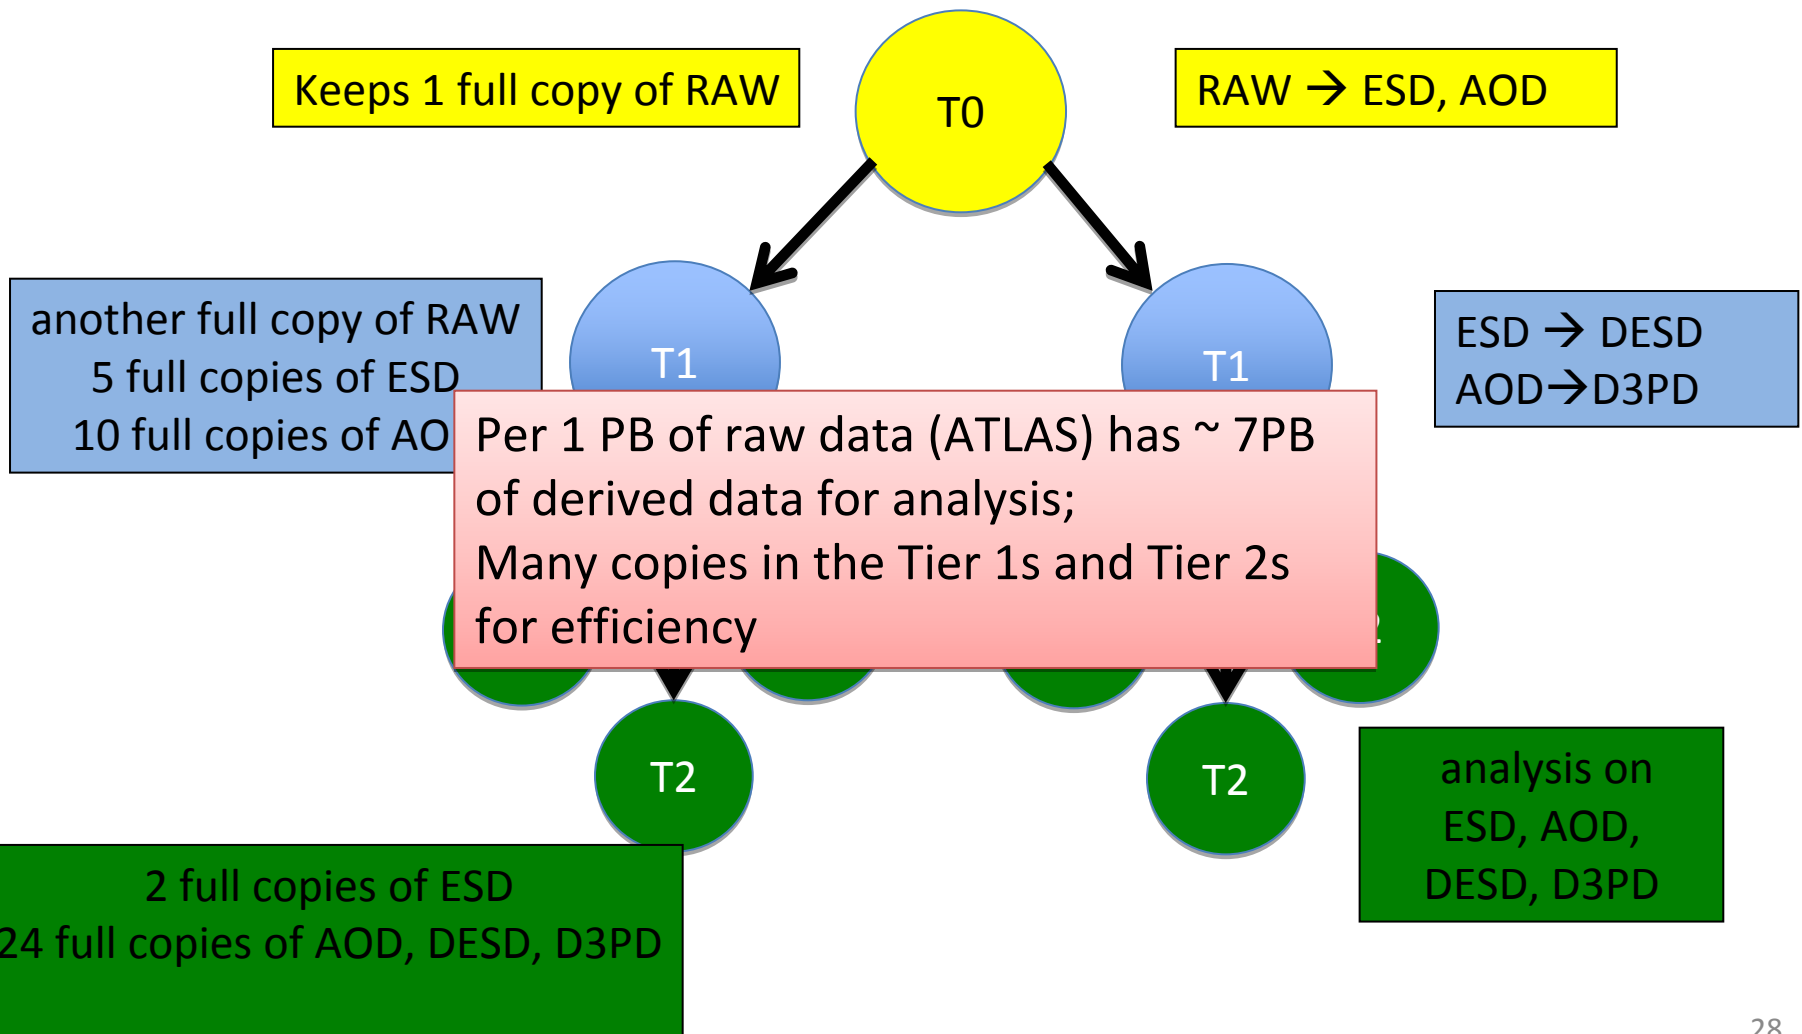 Keeps 1 full copy of RAW
T0
RAW → ESD, AOD
another full copy of RAW
5 full copies of ESD
10 full copies of AO
T1
T1
ESD → DESD
AOD→D3PD
Per 1 PB of raw data (ATLAS) has ~ 7PB
of derived data for analysis;
Many copies in the Tier 1s and Tier 2s
for efficiency
T2
T2
analysis on
ESD, AOD,
DESD, D3PD
2 full copies of ESD
24 full copies of AOD, DESD, D3PD
28